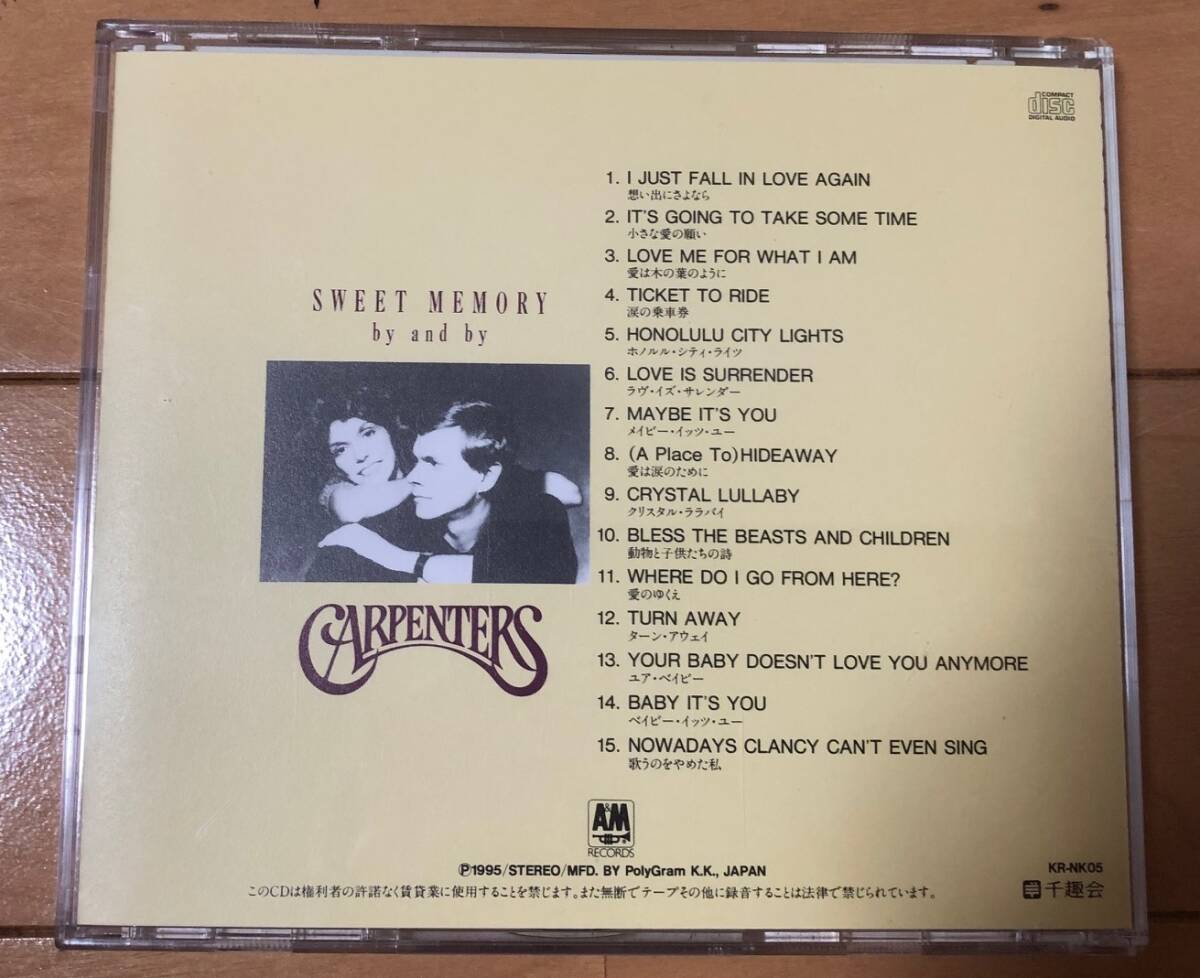 COMPACT
disc
DIGITAL AUDIO
SWEET MEMORY
by and by
CARPENTERS
1. I JUST FALL IN LOVE AGAIN
想い出にさよなら
2. IT'S GOING TO TAKE SOME TIME
小さな愛の願い
3. LOVE ME FOR WHAT I AM
愛は木の葉のように
4. TICKET TO RIDE
涙の乗車券
5. HONOLULU CITY LIGHTS
ホノルル・シティ・ライツ
6. LOVE IS SURRENDER
ラヴ・イズ・サレンダー
7. MAYBE IT'S YOU
メイビー・イッツ・ユー
8. (A Place To)HIDEAWAY
愛は涙のために
9. CRYSTAL LULLABY
クリスタル・ララバイ
10. BLESS THE BEASTS AND CHILDREN
動物と子供たちの詩
11. WHERE DO I GO FROM HERE?
愛のゆくえ
12. TURN AWAY
ターン・アウェイ
13. YOUR BABY DOESN'T LOVE YOU ANYMORE
ユア・ベイビー
14. BABY IT'S YOU
ベイビー・イッツ・ユー
15. NOWADAYS CLANCY CAN'T EVEN SING
歌うのをやめた私
A&M
RECORDS
Ⓟ1995/STEREO/MFD. BY PolyGram K.K., JAPAN
このCDは権利者の許諾なく賃貸業に使用することを禁じます。また無断でテープその他に録音することは法律で禁じられています。
KR-NK05
千趣会